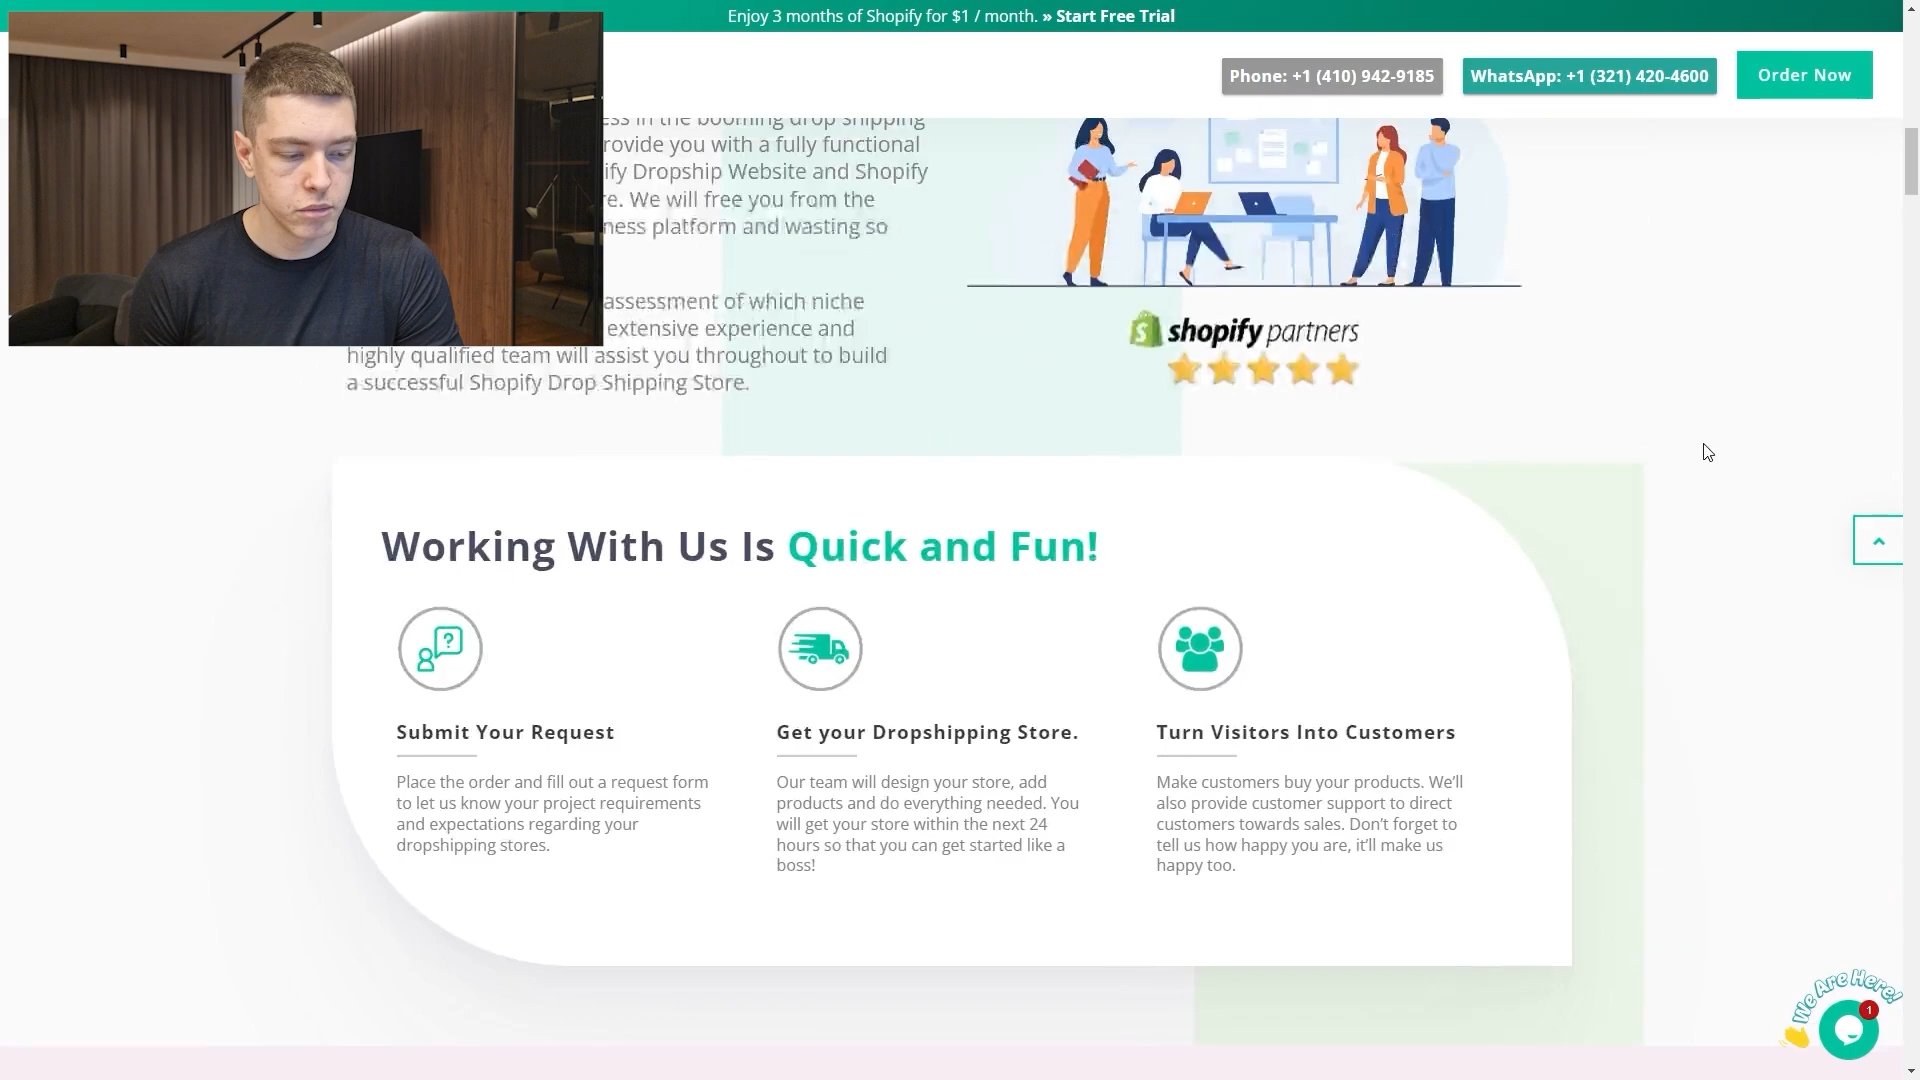 Enjoy 3 months of Shopify for $1 / month. » Start Free Trial
Phone: +1 (410) 942-9185
WhatsApp: +1 (321) 420-4600
Order Now
ess in the booming drop shipping
rovide you with a fully functional
ify Dropship Website and Shopify
re. We will free you from the
ness platform and wasting so
assessment of which niche
extensive experience and
highly qualified team will assist you throughout to build
a successful Shopify Drop Shipping Store.
shopify partners
Working With Us Is Quick and Fun!
Submit Your Request
Place the order and fill out a request form
to let us know your project requirements
and expectations regarding your
dropshipping stores.
Get your Dropshipping Store.
Our team will design your store, add
products and do everything needed. You
will get your store within the next 24
hours so that you can get started like a
boss!
Turn Visitors Into Customers
Make customers buy your products. We'll
also provide customer support to direct
customers towards sales. Don't forget to
tell us how happy you are, it'll make us
happy too.
We Are Here!
1